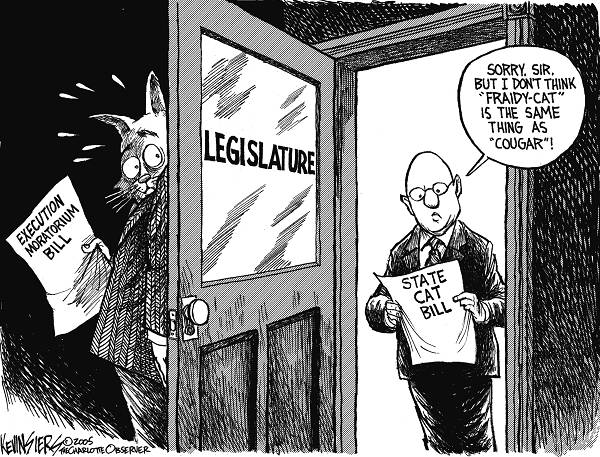 SORRY, SIR,
BUT I DON'T THINK
"FRAIDY-CAT"
IS THE SAME
THING AS
"COUGAR"!
LEGISLATURE
EXECUTION
MORATORIUM
BILL
STATE
CAT
BILL
KEVIN SIERS ©2005
THE CHARLOTTE OBSERVER